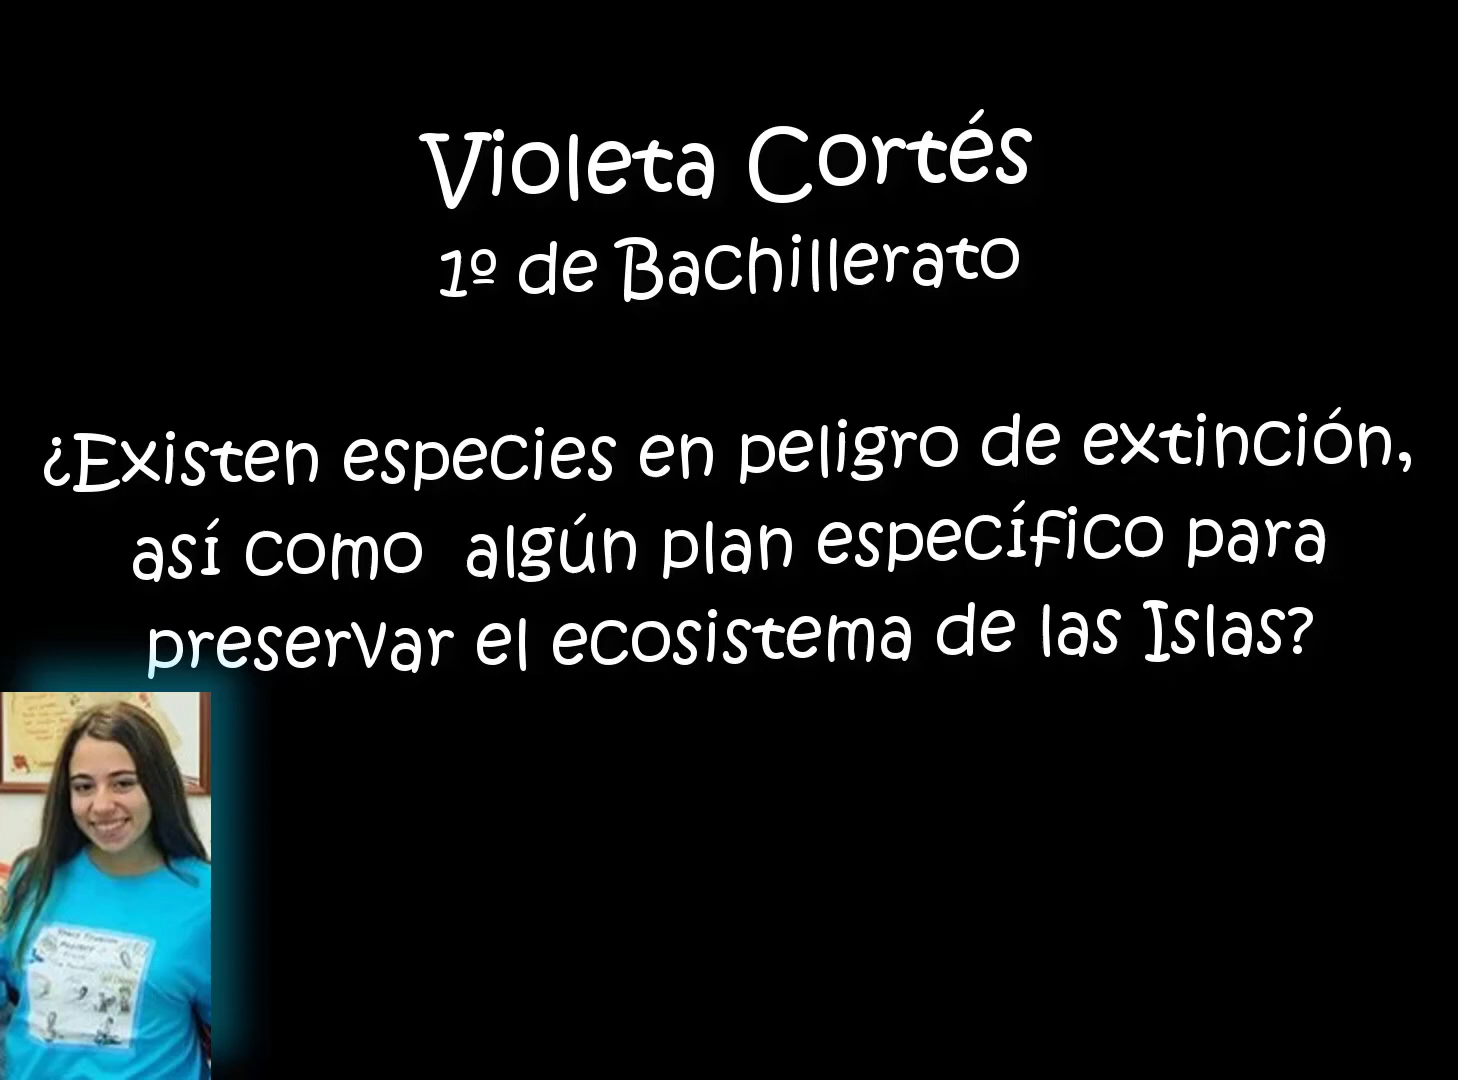 Violeta Cortés
1º de Bachillerato
¿Existen especies en peligro de extinción,
así como  algún plan específico para
preservar el ecosistema de las Islas?